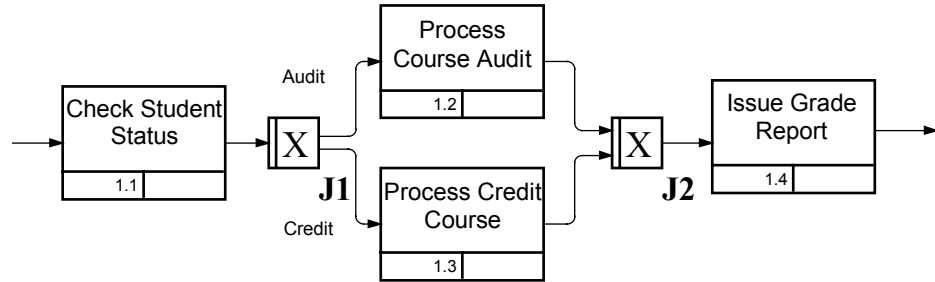 Check Student
Status
1.1
X
J1
Audit
Process
Course Audit
1.2
Credit
Process Credit
Course
1.3
X
J2
Issue Grade
Report
1.4